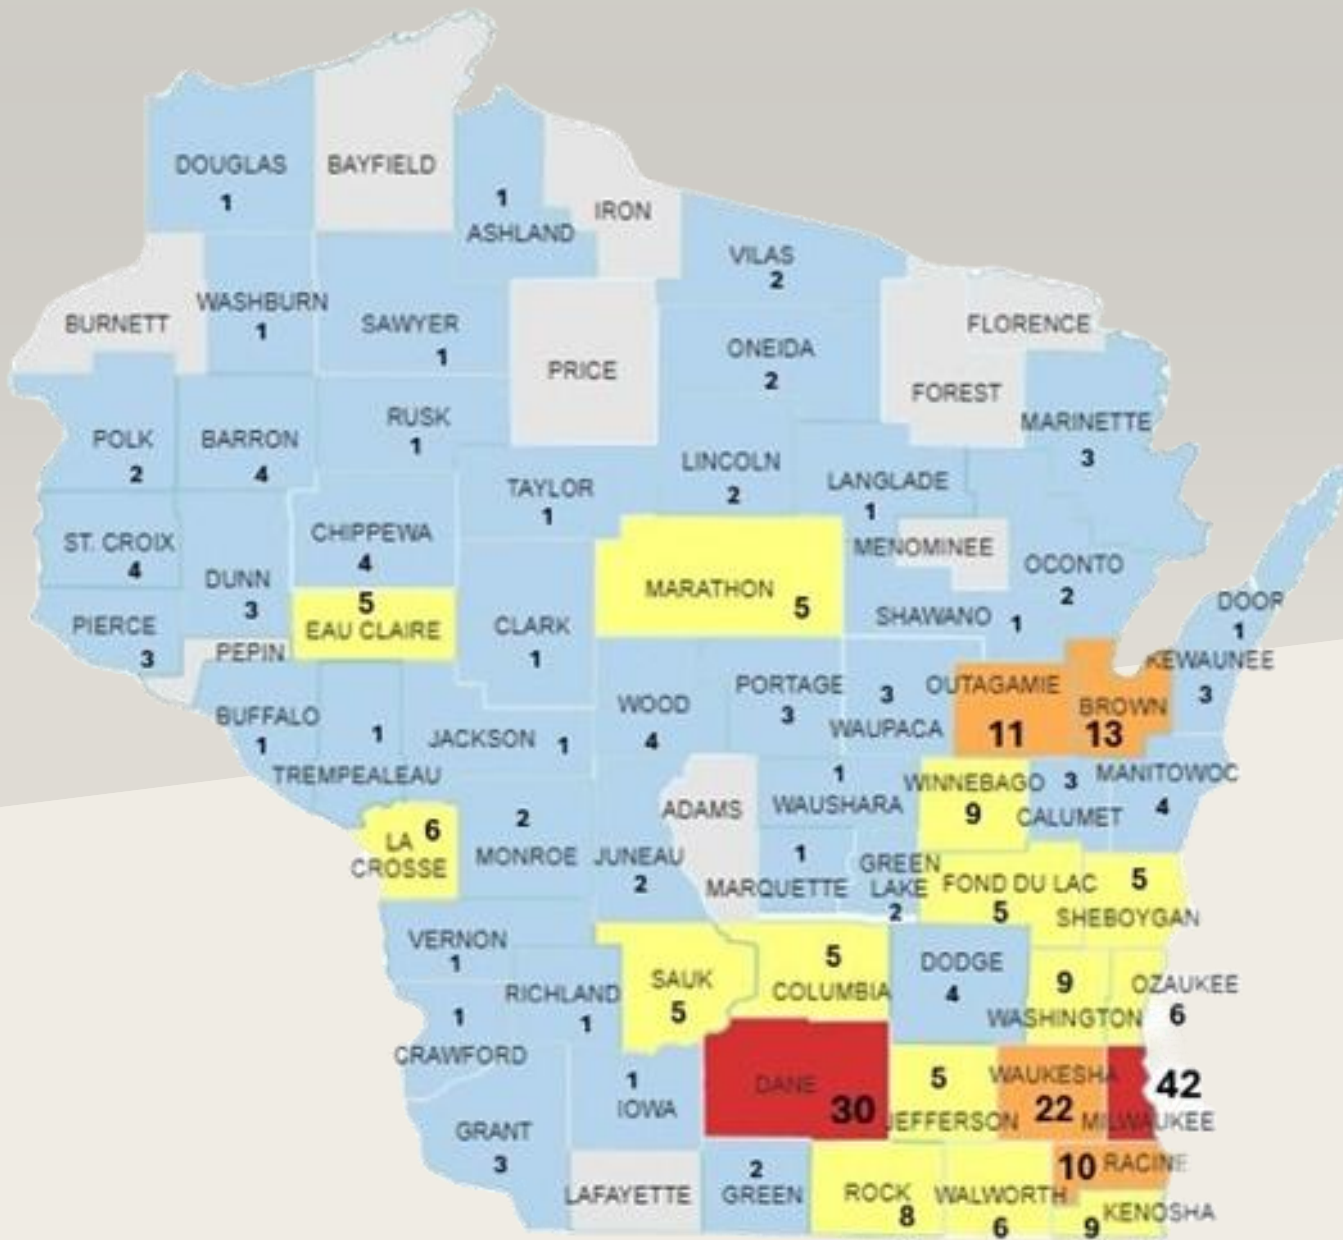 DOUGLAS
1
BAYFIELD
1
ASHLAND
IRON
VILAS
2
BURNETT
WASHBURN
1
SAWYER
1
PRICE
ONEIDA
2
FLORENCE
FOREST
MARINETTE
3
POLK
2
BARRON
4
RUSK
1
TAYLOR
1
LINCOLN
2
LANGLADE
1
ST. CROIX
4
DUNN
3
CHIPPEWA
4
MARATHON
5
MENOMINEE
OCONTO
2
PIERCE
3
PEPIN
5
EAU CLAIRE
CLARK
1
SHAWANO
1
DOOR
1
BUFFALO
1
1
TREMPEALEAU
JACKSON 1
WOOD
4
PORTAGE
3
3
WAUPACA
OUTAGAMIE
11
BROWN
13
KEWAUNEE
3
6
LA
CROSSE
2
MONROE
JUNEAU
2
ADAMS
1
WAUSHARA
WINNEBAGO
9
3
CALUMET
MANITOWOC
4
1
MARQUETTE
GREEN
LAKE
2
FOND DU LAC
5
5
SHEBOYGAN
VERNON
1
RICHLAND
1
SAUK
5
5
COLUMBIA
DODGE
4
9
WASHINGTON
OZAUKEE
6
1
CRAWFORD
1
IOWA
DANE
30
5
JEFFERSON
WAUKESHA
22
42
MILWAUKEE
GRANT
3
LAFAYETTE
2
GREEN
ROCK
8
WALWORTH
6
10 RACINE
9 KENOSHA